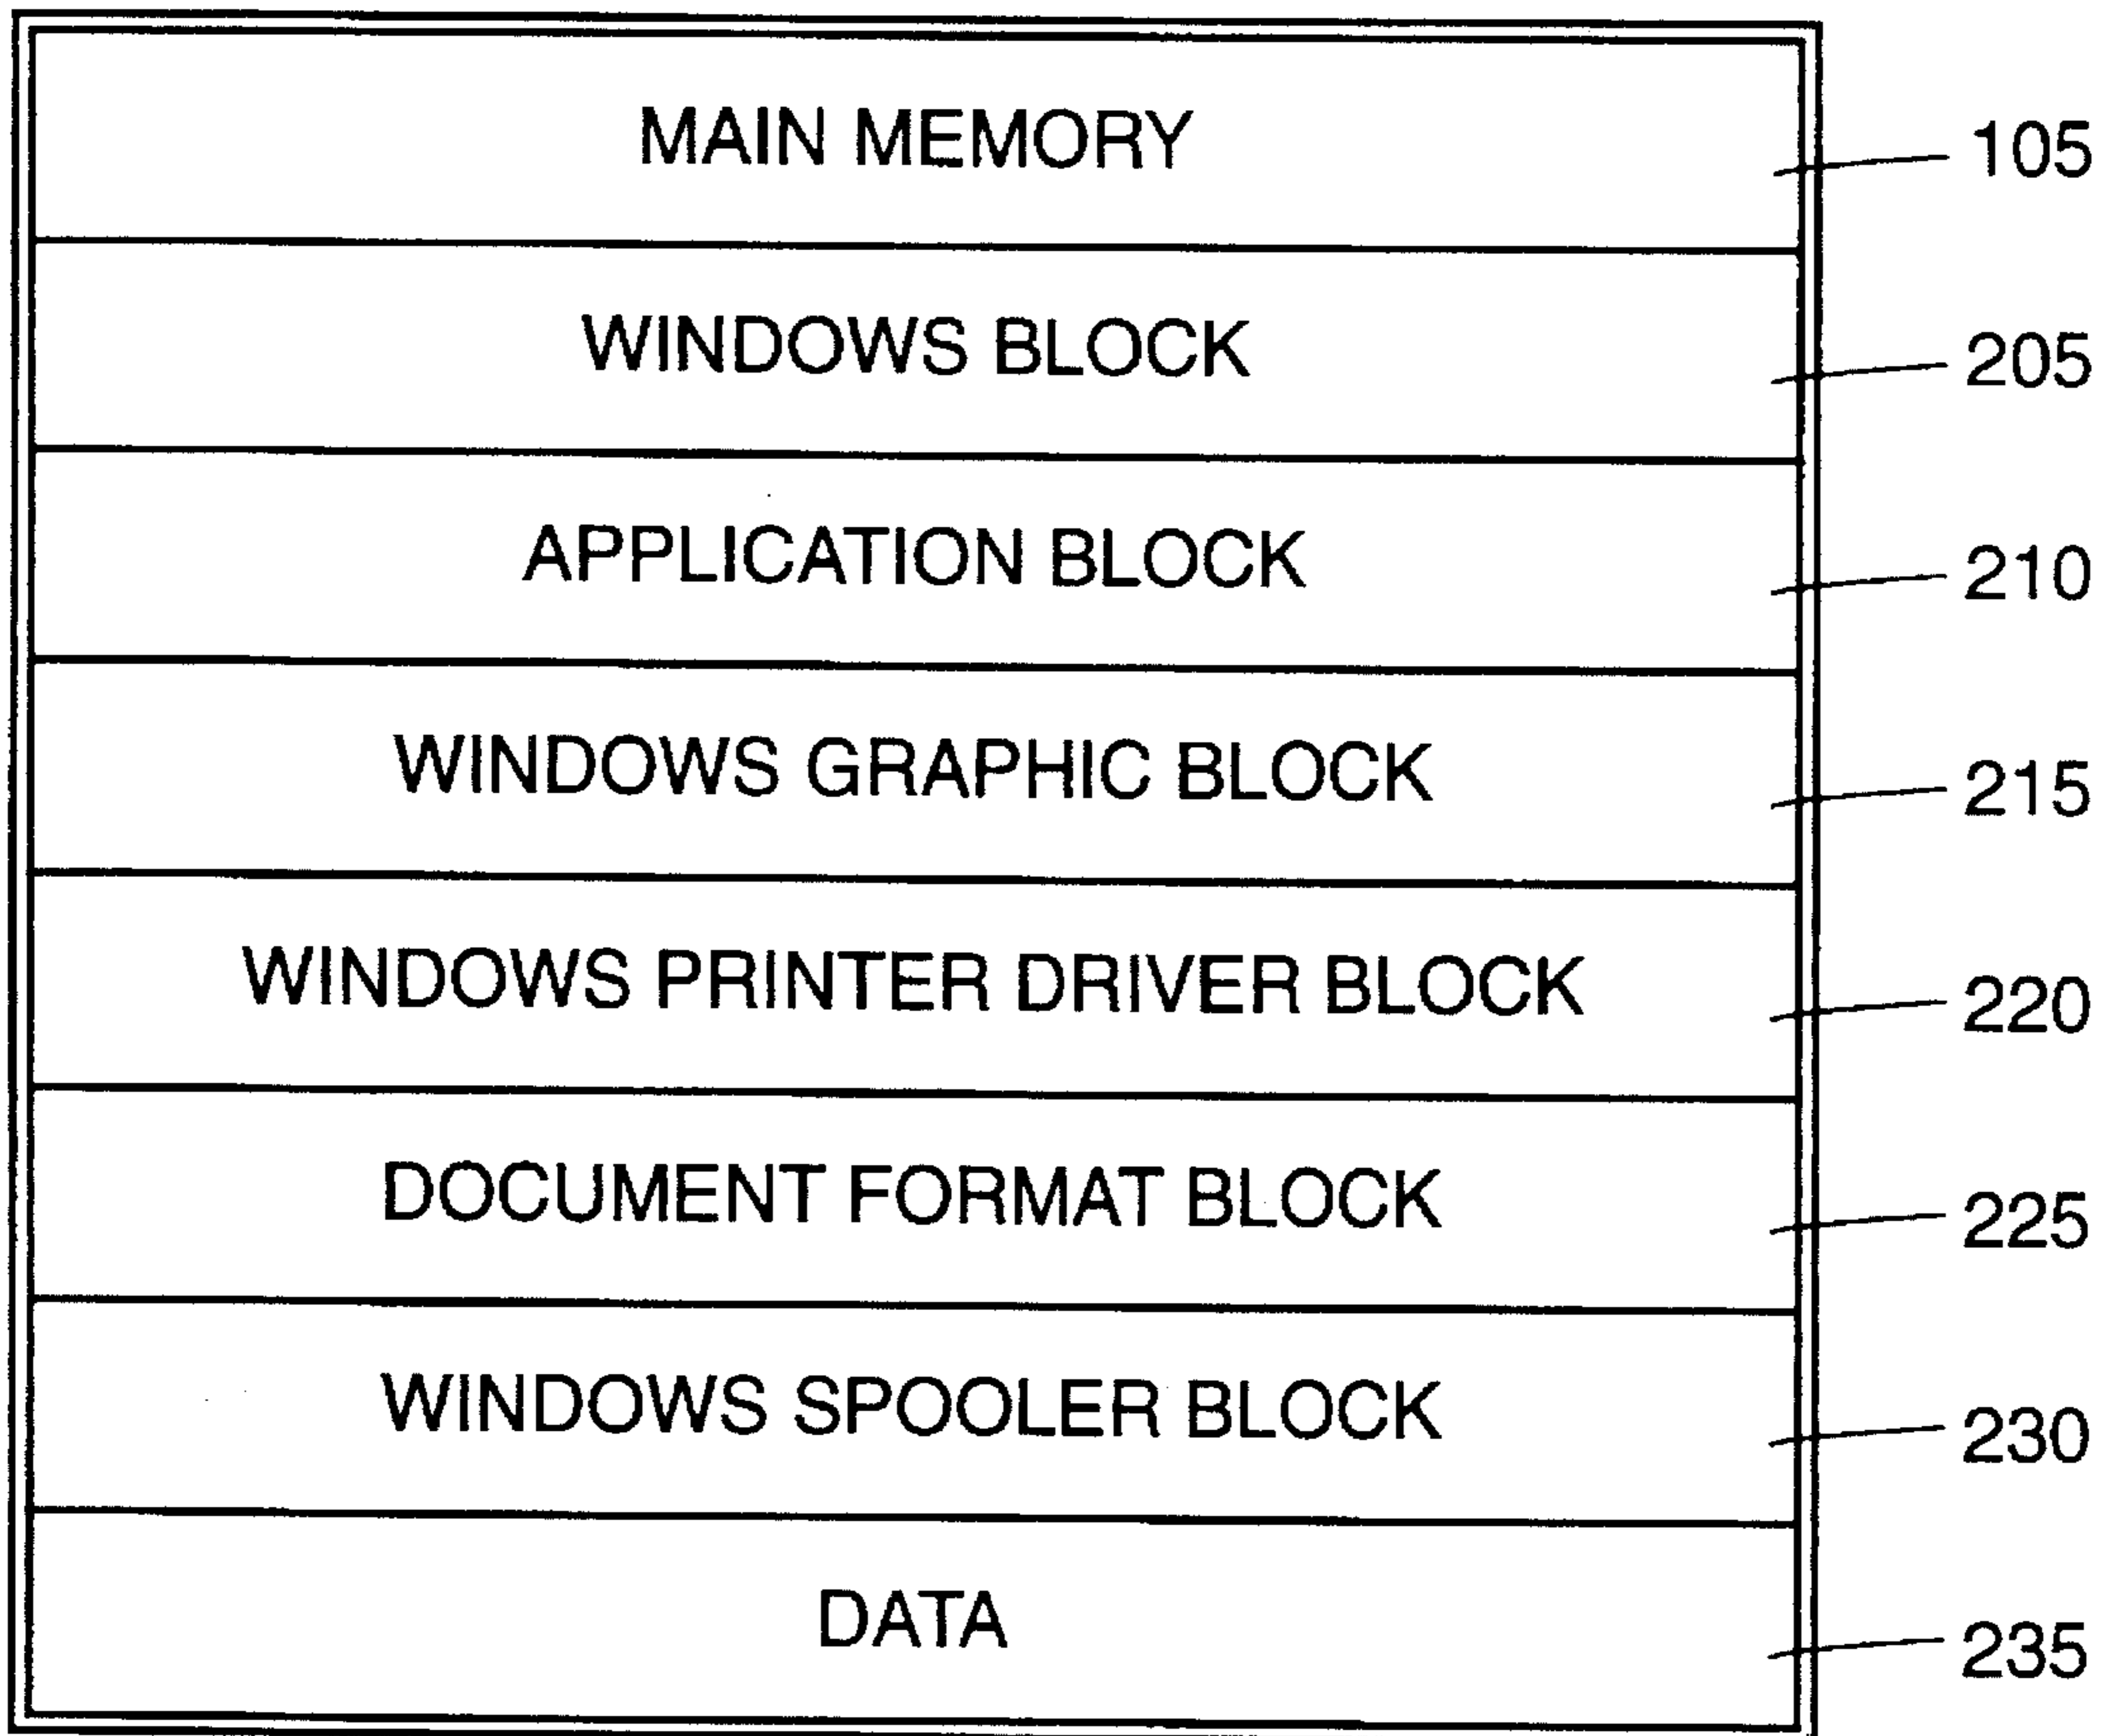 MAIN MEMORY 105
WINDOWS BLOCK 205
APPLICATION BLOCK 210
WINDOWS GRAPHIC BLOCK 215
WINDOWS PRINTER DRIVER BLOCK 220
DOCUMENT FORMAT BLOCK 225
WINDOWS SPOOLER BLOCK 230
DATA 235